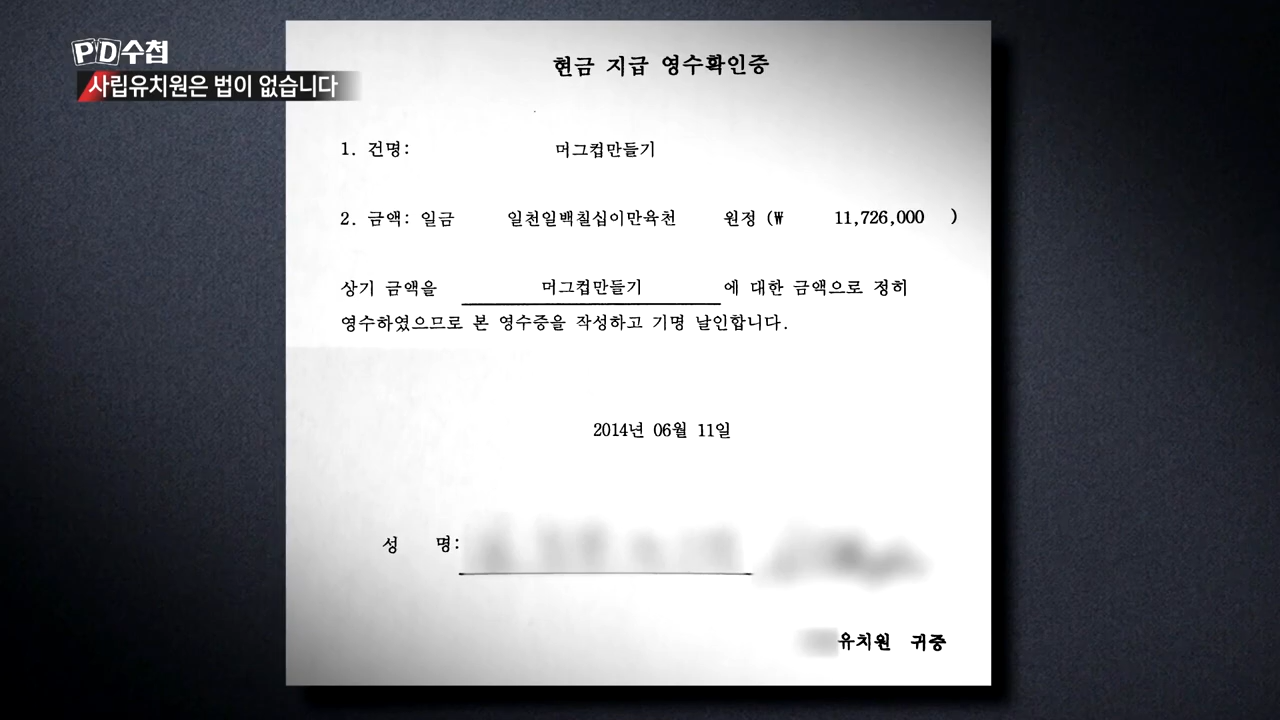 PD수첩
사립유치원은 법이 없습니다
현금 지급 영수확인증
1. 건명: 머그컵만들기
2. 금액: 일금 일천일백칠십이만육천 원정 (₩ 11,726,000 )
상기 금액을 머그컵만들기 에 대한 금액으로 정히
영수하였으므로 본 영수증을 작성하고 기명 날인합니다.
2014년 06월 11일
성 명:
유치원 귀중